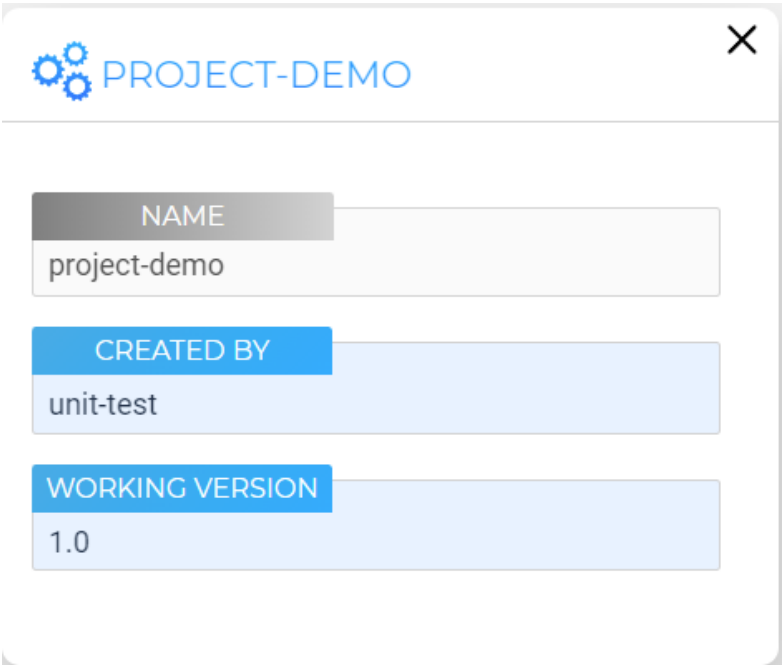 PROJECT-DEMO
NAME
project-demo
CREATED BY
unit-test
WORKING VERSION
1.0